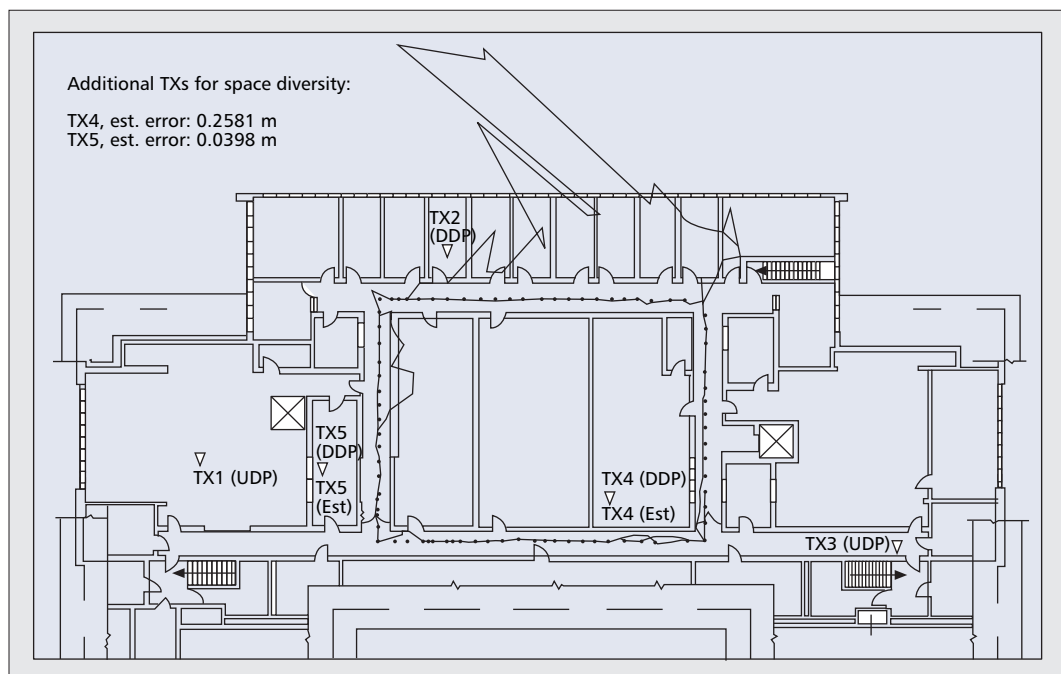 Additional TXs for space diversity:
TX4, est. error: 0.2581 m
TX5, est. error: 0.0398 m
TX2
(DDP)
TX5
(DDP)
TX1 (UDP)
TX5
(Est)
TX4 (DDP)
TX4 (Est)
TX3 (UDP)